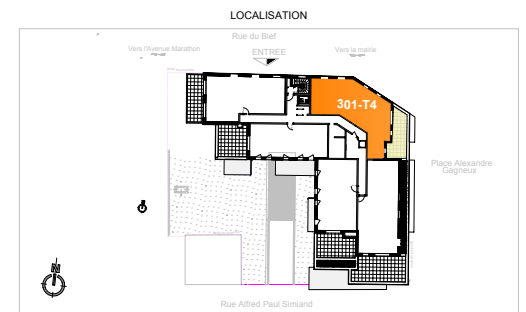 LOCALISATION
Rue du Bief
Vers l'Avenue Marathon
ENTREE
Vers la mairie
301-T4
Place Alexandre
Gagneux
N
Rue Alfred Paul Simiand